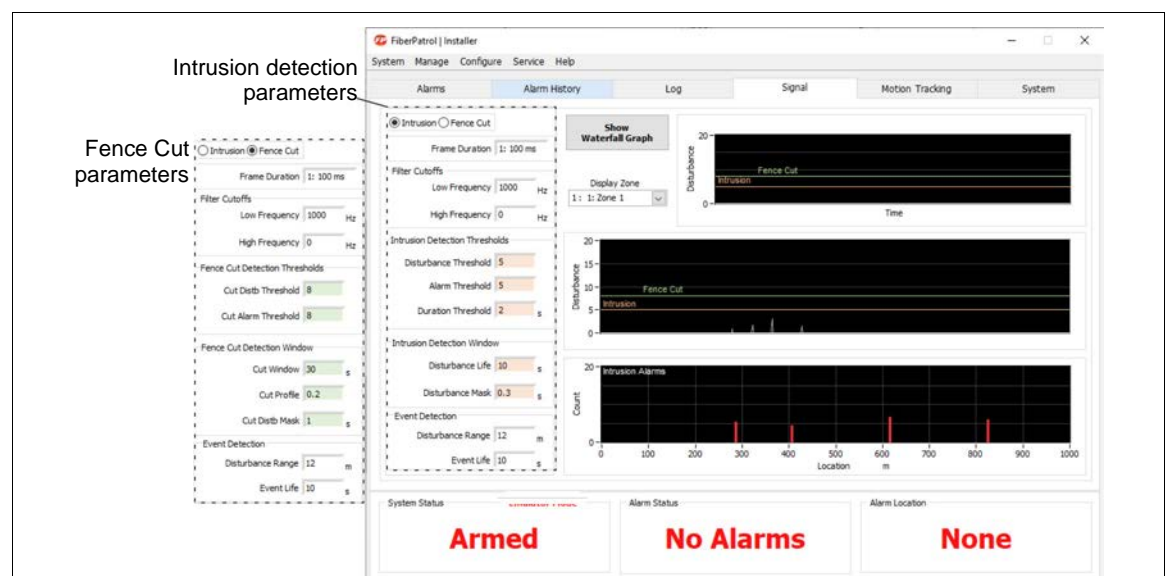 Intrusion detection
parameters
Fence Cut
parameters
Intrusion Fence Cut
Frame Duration 1: 100 ms
Filter Cutoffs
Low Frequency 1000 Hz
High Frequency 0 Hz
Fence Cut Detection Thresholds
Cut Distb Threshold 8
Cut Alarm Threshold 8
Fence Cut Detection Window
Cut Window 30 s
Cut Profile 0.2
Cut Distb Mask 1 s
Event Detection
Disturbance Range 12 m
Event Life 10 s
FiberPatrol | Installer
System Manage Configure Service Help
Alarms Alarm History Log Signal Motion Tracking System
Intrusion Fence Cut
Frame Duration 1: 100 ms
Filter Cutoffs
Low Frequency 1000 Hz
High Frequency 0 Hz
Intrusion Detection Thresholds
Disturbance Threshold 5
Alarm Threshold 5
Duration Threshold 2 s
Intrusion Detection Window
Disturbance Life 10 s
Disturbance Mask 0.3 s
Event Detection
Disturbance Range 12 m
Event Life 10 s
Show
Waterfall Graph
Display Zone
1: 1: Zone 1
20
Disturbance
Fence Cut
Intrusion
0
Time
20
15
Disturbance
10
Fence Cut
Intrusion
5
0
20
Intrusion Alarms
Count
0
0 100 200 300 400 500 600 700 800 900 1000
Location m
System Status
Armed
Alarm Status
No Alarms
Alarm Location
None